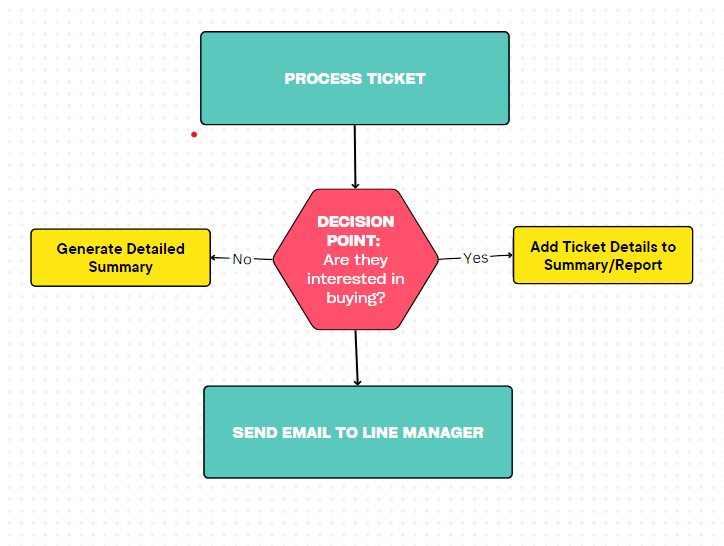 PROCESS TICKET
DECISION
POINT:
Are they
interested in
buying?
Generate Detailed
Summary
No
Yes
Add Ticket Details to
Summary/Report
SEND EMAIL TO LINE MANAGER